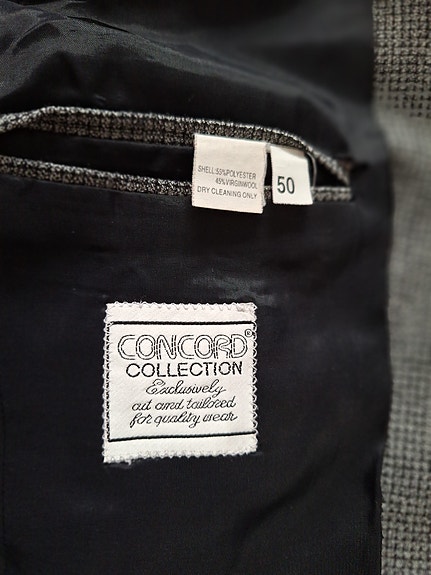 SHELL:55%POLYESTER
45%VIRGINWOOL
DRY CLEANING ONLY
50
CONCORD®
COLLECTION
Exclusively
cut and tailored
for quality wear